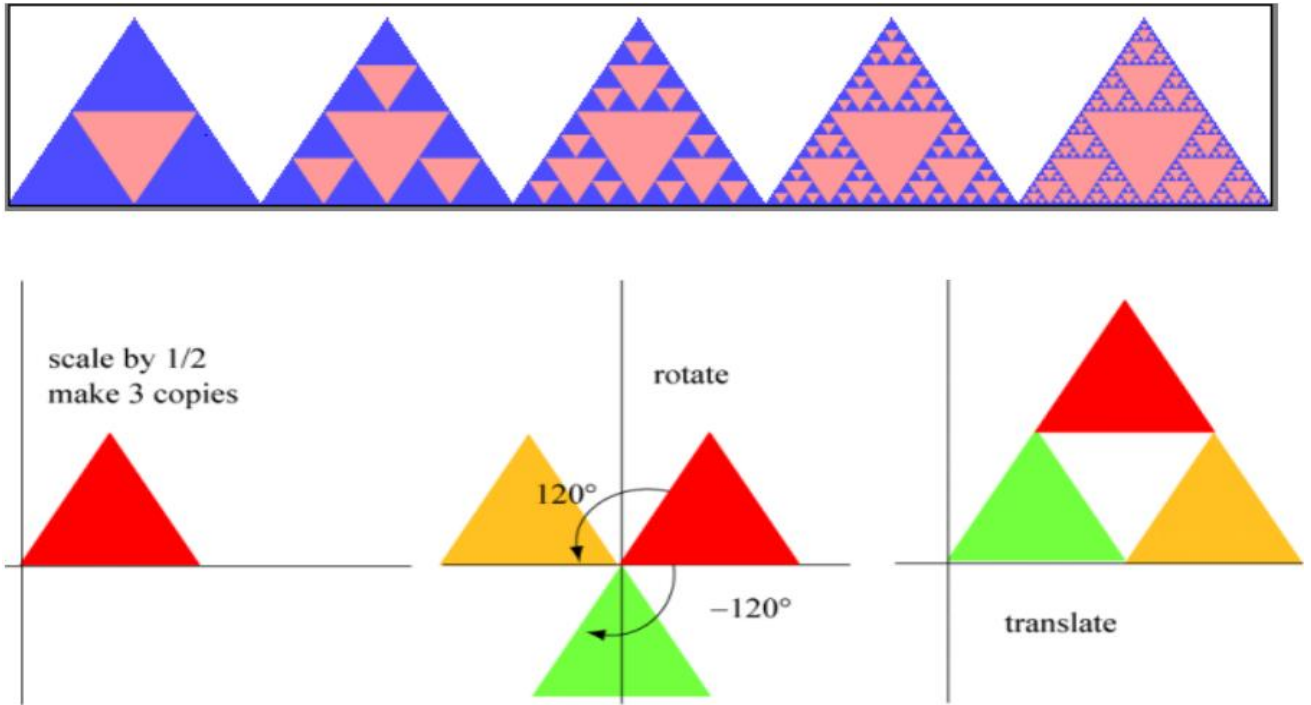 scale by 1/2
make 3 copies
rotate
120°
–120°
translate